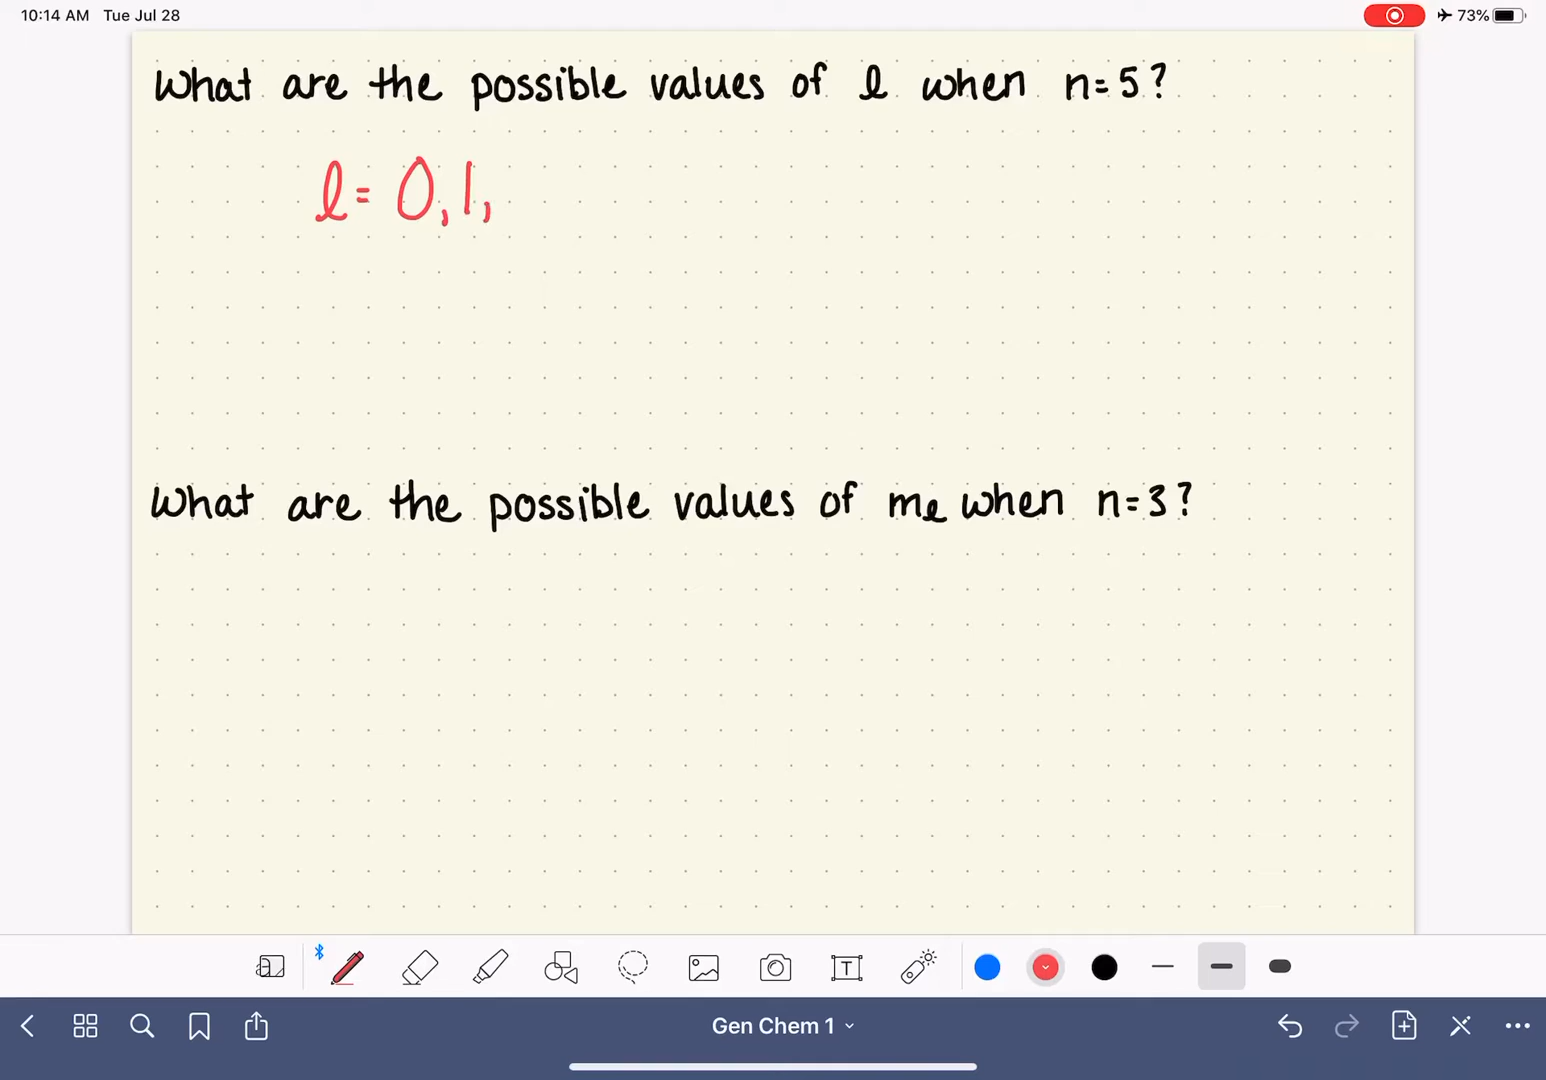 10:14 AM Tue Jul 28 73%
What are the possible values of l when n=5?
l= 0,1,
What are the possible values of ml when n=3?
T
Gen Chem 1